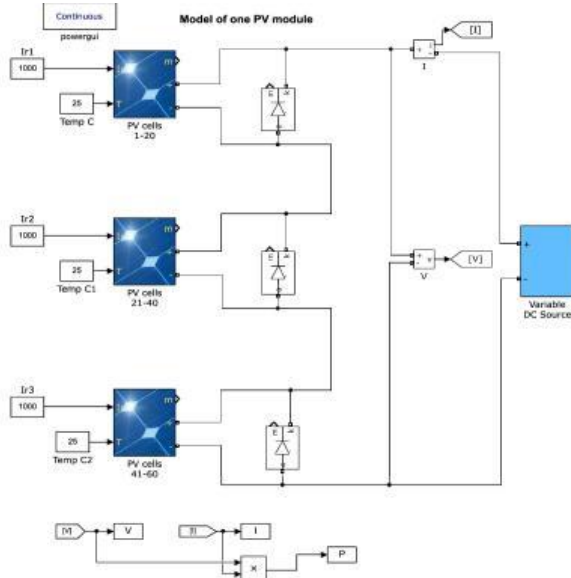 Continuous
powergui
Model of one PV module
Ir1
1000
25
Temp C
m
+
-
T
PV cells
1-20
m
k
a
+
i
-
I
[I]
Ir2
1000
25
Temp C1
m
+
-
T
PV cells
21-40
m
k
a
+
-
v
V
[V]
+
-
Variable
DC Source
Ir3
1000
25
Temp C2
m
+
-
T
PV cells
41-60
m
k
a
[V]
V
[I]
I
×
P